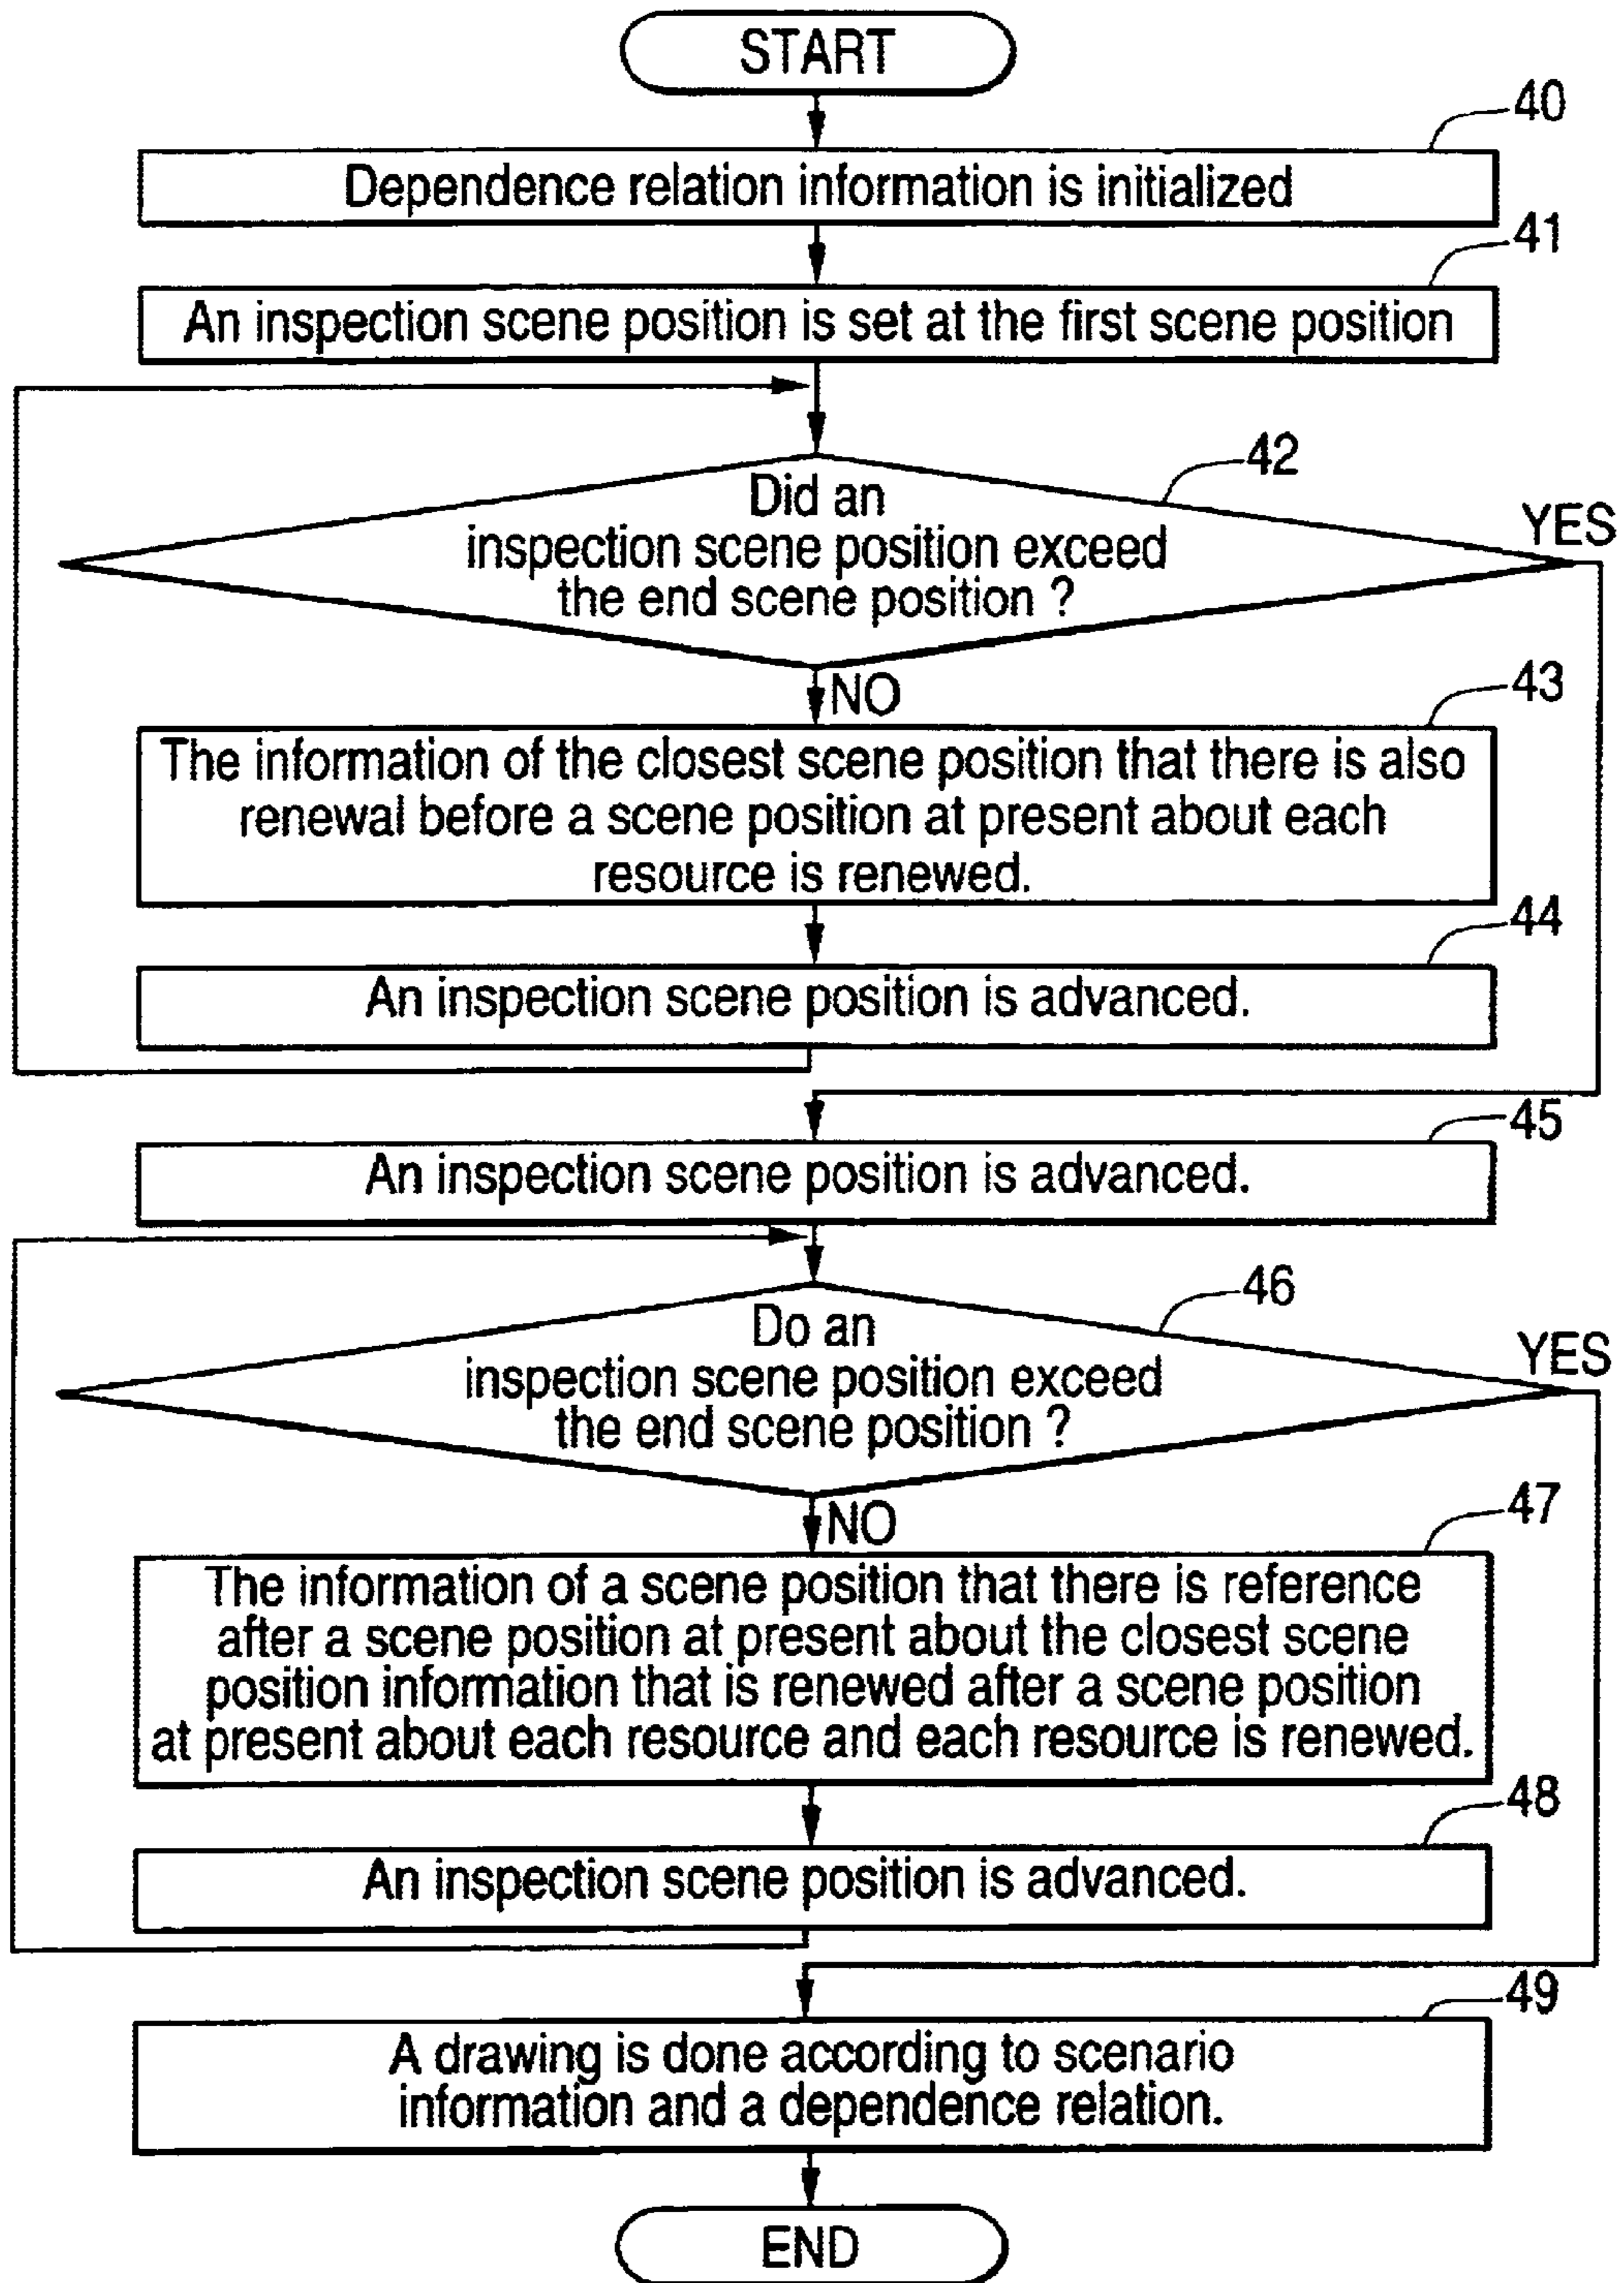 START
40
Dependence relation information is initialized
41
An inspection scene position is set at the first scene position
42
Did an
inspection scene position exceed
the end scene position ?
YES
NO
43
The information of the closest scene position that there is also
renewal before a scene position at present about each
resource is renewed.
44
An inspection scene position is advanced.
45
An inspection scene position is advanced.
46
Do an
inspection scene position exceed
the end scene position ?
YES
NO
47
The information of a scene position that there is reference
after a scene position at present about the closest scene
position information that is renewed after a scene position
at present about each resource and each resource is renewed.
48
An inspection scene position is advanced.
49
A drawing is done according to scenario
information and a dependence relation.
END